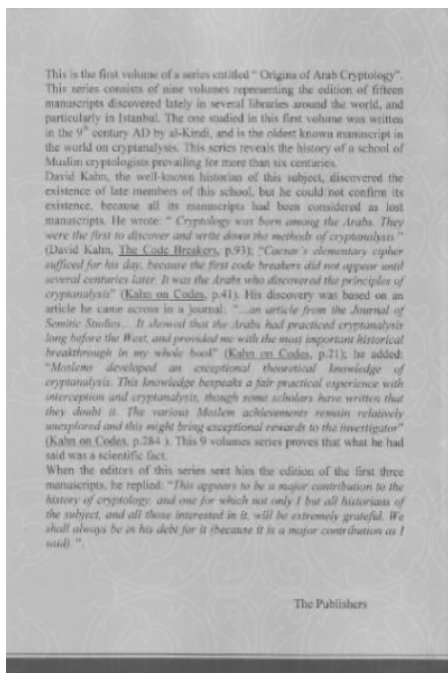 This is the first volume of a series entitled " Origins of Arab Cryptology".
This series consists of nine volumes representing the edition of fifteen
manuscripts discovered lately in several libraries around the world, and
particularly in Istanbul. The one studied in this first volume was written
in the 9th century AD by al-Kindi, and is the oldest known manuscript in
the world on cryptanalysis. This series reveals the history of a school of
Muslim cryptologists prevailing for more than six centuries.
David Kahn, the well-known historian of this subject, discovered the
existence of late members of this school, but he could not confirm its
existence, because all its manuscripts had been considered as lost
manuscripts. He wrote: " Cryptology was born among the Arabs. They
were the first to discover and write down the methods of cryptanalysis "
(David Kahn, The Code Breakers, p.93); "Caesar's elementary cipher
sufficed for his day, because the first code breakers did not appear until
several centuries later. It was the Arabs who discovered the principles of
cryptanalysis" (Kahn on Codes, p.41). His discovery was based on an
article he came across in a journal: "...an article from the Journal of
Semitic Studies... It showed that the Arabs had practiced cryptanalysis
long before the West, and provided me with the most important historical
breakthrough in my whole book" (Kahn on Codes, p.21); he added:
"Moslems developed an exceptional theoretical knowledge of
cryptanalysis. This knowledge bespeaks a fair practical experience with
interception and cryptanalysis, though some scholars have written that
they doubt it. The various Moslem achievements remain relatively
unexplored and this might bring exceptional rewards to the investigator"
(Kahn on Codes, p.284 ). This 9 volumes series proves that what he had
said was a scientific fact.
When the editors of this series sent him the edition of the first three
manuscripts, he replied: "This appears to be a major contribution to the
history of cryptology, and one for which not only I but all historians of
the subject, and all those interested in it, will be extremely grateful. We
shall always be in his debt for it (because it is a major contribution as I
said) ".
The Publishers